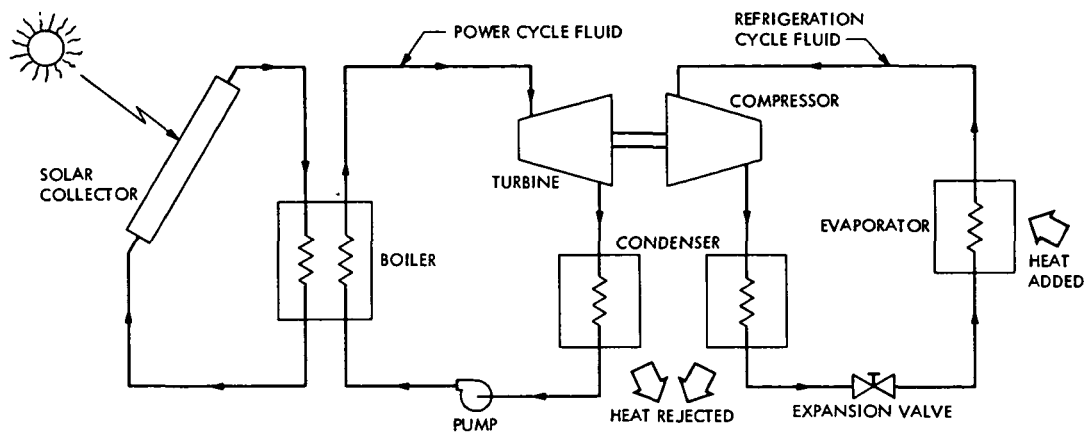 POWER CYCLE FLUID
REFRIGERATION
CYCLE FLUID
COMPRESSOR
SOLAR
COLLECTOR
TURBINE
EVAPORATOR
BOILER
CONDENSER
HEAT
ADDED
HEAT REJECTED
EXPANSION VALVE
PUMP